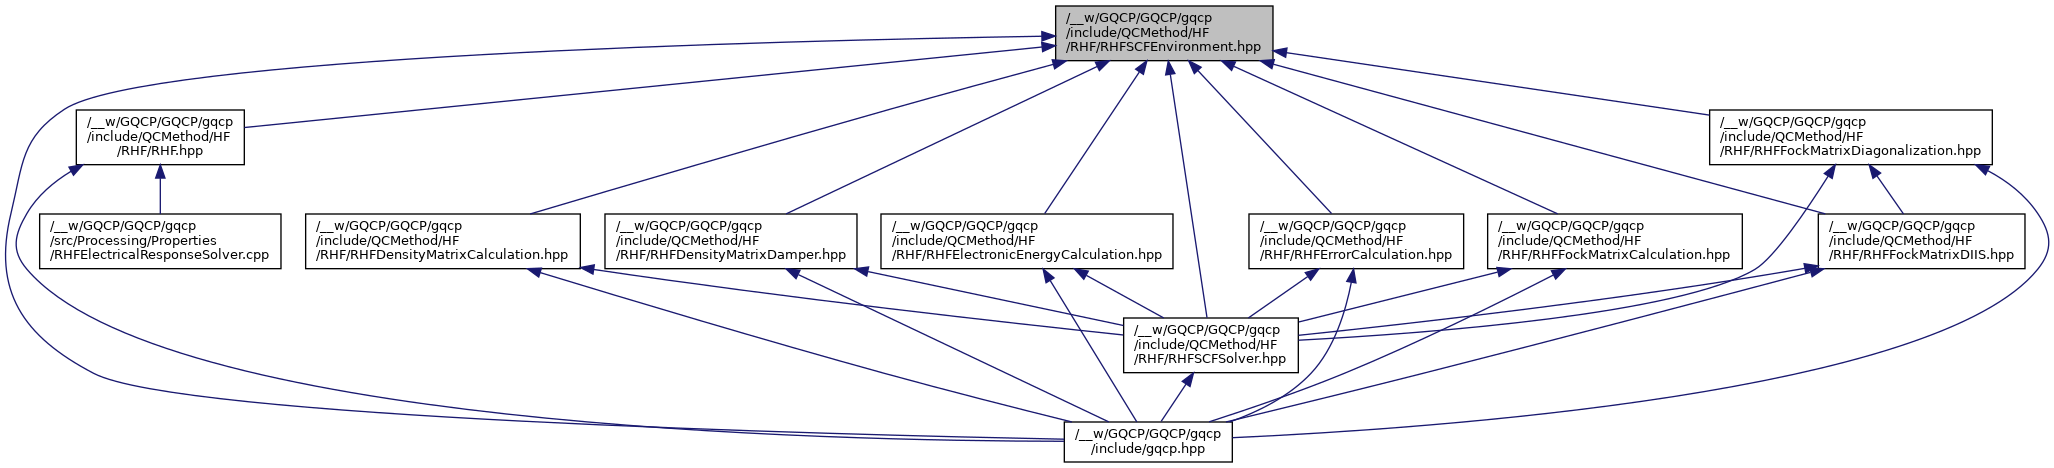 /__w/GQCP/GQCP/gqcp
/include/QCMethod/HF
/RHF/RHFSCFEnvironment.hpp
/__w/GQCP/GQCP/gqcp
/include/QCMethod/HF
/RHF/RHF.hpp
/__w/GQCP/GQCP/gqcp
/include/QCMethod/HF
/RHF/RHFFockMatrixDiagonalization.hpp
/__w/GQCP/GQCP/gqcp
/src/Processing/Properties
/RHFElectricalResponseSolver.cpp
/__w/GQCP/GQCP/gqcp
/include/QCMethod/HF
/RHF/RHFDensityMatrixCalculation.hpp
/__w/GQCP/GQCP/gqcp
/include/QCMethod/HF
/RHF/RHFDensityMatrixDamper.hpp
/__w/GQCP/GQCP/gqcp
/include/QCMethod/HF
/RHF/RHFElectronicEnergyCalculation.hpp
/__w/GQCP/GQCP/gqcp
/include/QCMethod/HF
/RHF/RHFErrorCalculation.hpp
/__w/GQCP/GQCP/gqcp
/include/QCMethod/HF
/RHF/RHFFockMatrixCalculation.hpp
/__w/GQCP/GQCP/gqcp
/include/QCMethod/HF
/RHF/RHFFockMatrixDIIS.hpp
/__w/GQCP/GQCP/gqcp
/include/QCMethod/HF
/RHF/RHFSCFSolver.hpp
/__w/GQCP/GQCP/gqcp
/include/gqcp.hpp